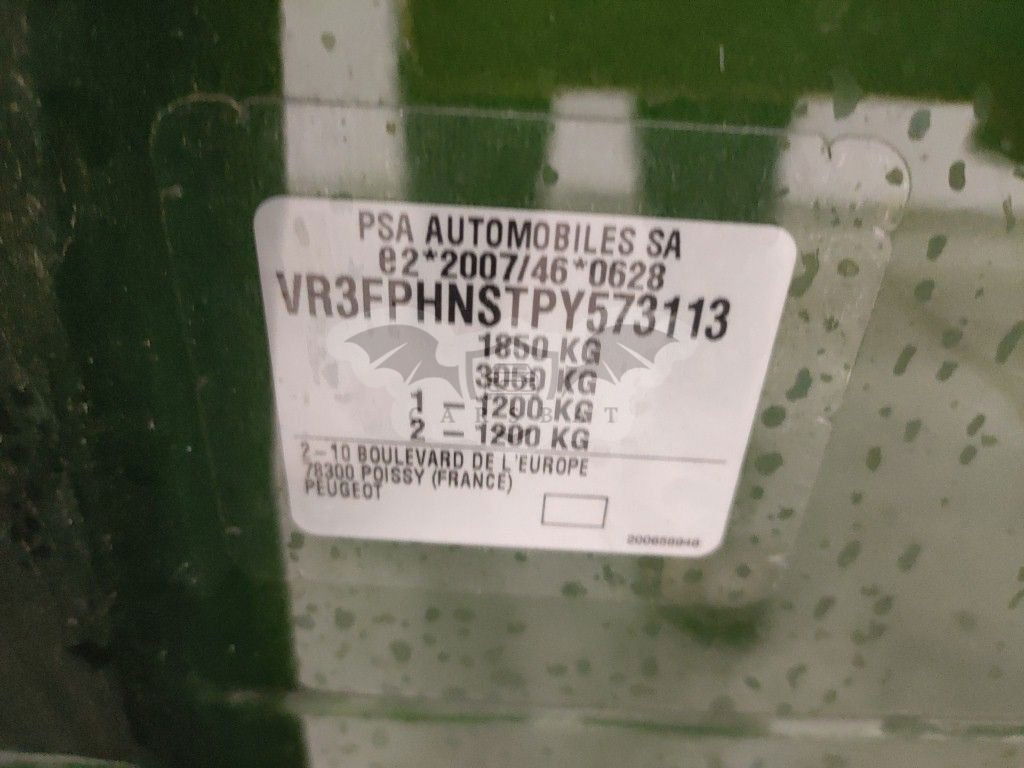 PSA AUTOMOBILES SA
e2*2007/46*0628
VR3FPHNSTPY573113
1850 KG
3050 KG
1 - 1200 KG
2 - 1200 KG
2-10 BOULEVARD DE L'EUROPE
78300 POISSY (FRANCE)
PEUGEOT